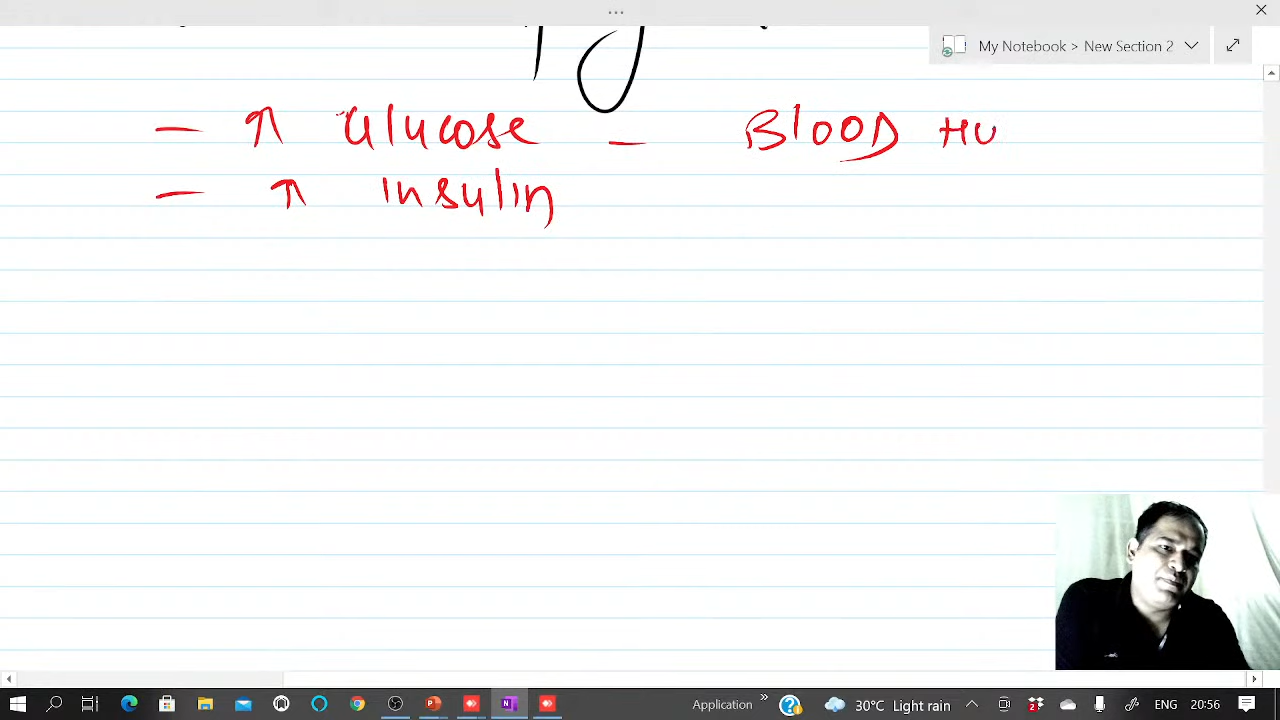 ...
My Notebook > New Section 2
– ↑ Glucose – BLOOD HU
– ↑ insulin
Application
»
30°C Light rain
ENG
20:56